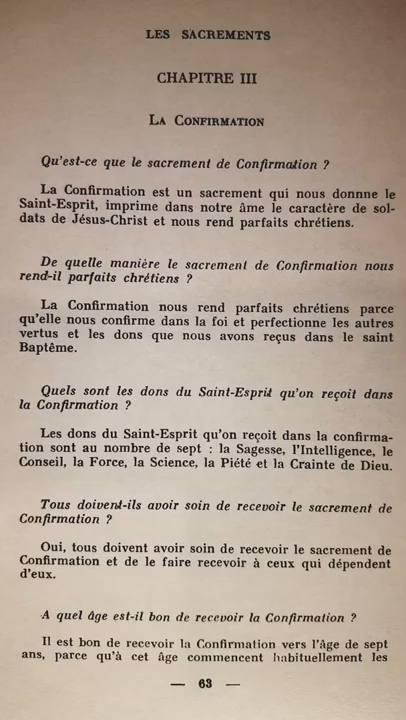 LES SACREMENTS
CHAPITRE III
LA CONFIRMATION
Qu'est-ce que le sacrement de Confirmation ?
La Confirmation est un sacrement qui nous donnne le
Saint-Esprit, imprime dans notre âme le caractère de sol-
dats de Jésus-Christ et nous rend parfaits chrétiens.
De quelle manière le sacrement de Confirmation nous
rend-il parfaits chrétiens ?
La Confirmation nous rend parfaits chrétiens parce
qu'elle nous confirme dans la foi et perfectionne les autres
vertus et les dons que nous avons reçus dans le saint
Baptême.
Quels sont les dons du Saint-Esprit qu'on reçoit dans
la Confirmation ?
Les dons du Saint-Esprit qu'on reçoit dans la confirma-
tion sont au nombre de sept : la Sagesse, l'Intelligence, le
Conseil, la Force, la Science, la Piété et la Crainte de Dieu.
Tous doivent-ils avoir soin de recevoir le sacrement de
Confirmation ?
Oui, tous doivent avoir soin de recevoir le sacrement de
Confirmation et de le faire recevoir à ceux qui dépendent
d'eux.
A quel âge est-il bon de recevoir la Confirmation ?
Il est bon de recevoir la Confirmation vers l'âge de sept
ans, parce qu'à cet âge commencent habituellement les
— 63 —